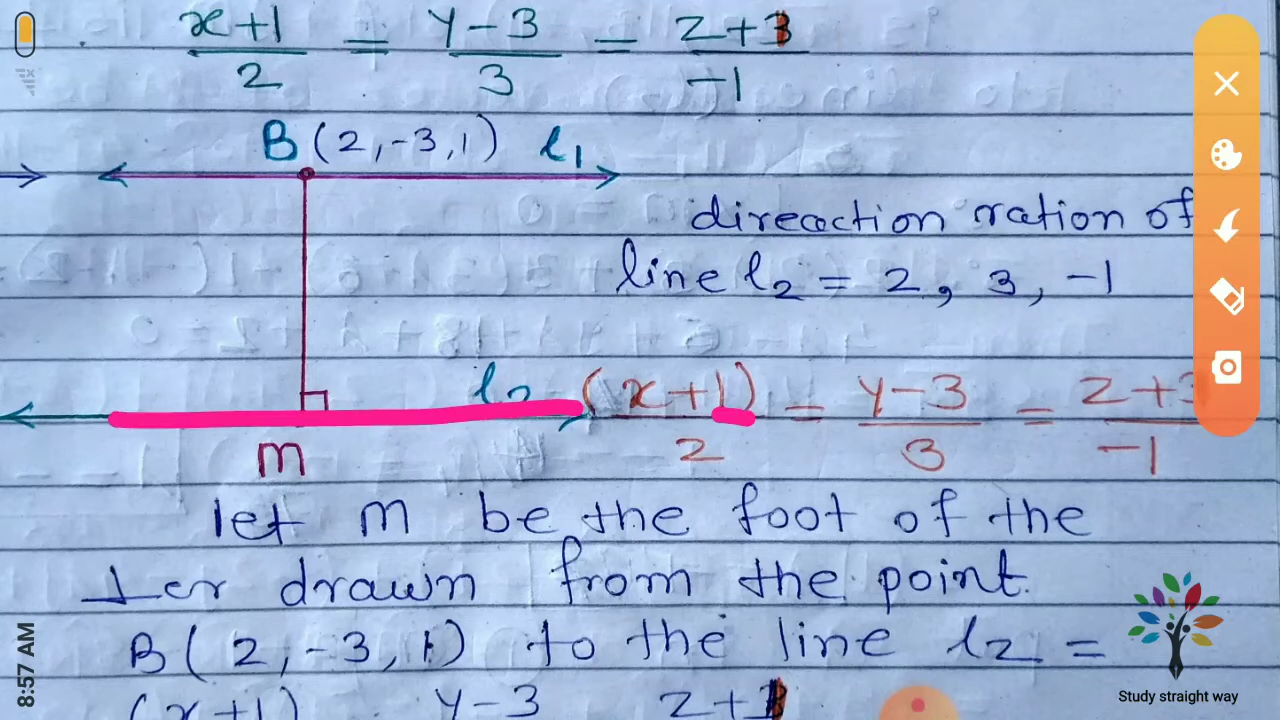 x+1/2 = y-3/3 = z+3/-1
B(2,-3,1) l1
direcction ration of
line l2 = 2, 3, -1
l2 (x+1)/2 = y-3/3 = z+3/-1
m
let m be the foot of the
⊥er drawn from the point.
B(2,-3,1) to the line l2 =
(x+1) y-3
8:57 AM
Study straight way